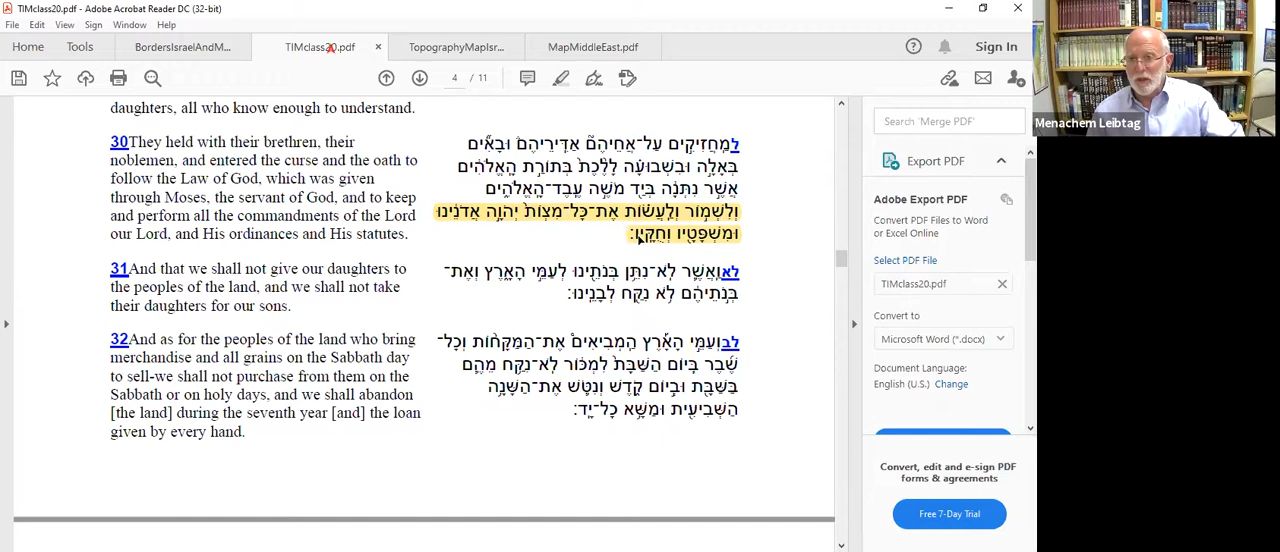 TIMclass20.pdf - Adobe Acrobat Reader DC (32-bit)
File Edit View Sign Window Help
Home Tools BordersIsraelAndM... TIMclass20.pdf TopographyMapIsr... MapMiddleEast.pdf Sign In
4 / 11
daughters, all who know enough to understand.
30They held with their brethren, their
noblemen, and entered the curse and the oath to
follow the Law of God, which was given
through Moses, the servant of God, and to keep
and perform all the commandments of the Lord
our Lord, and His ordinances and His statutes.
למַחֲזִיקִ֣ים עַל־אֲחֵיהֶם֘ אַדִּֽירֵיהֶם֒ וּבָאִ֞ים
בְּאָלָ֣ה וּבִשְׁבוּעָ֗ה לָלֶ֙כֶת֙ בְּתוֹרַ֣ת הָֽאֱלֹהִ֔ים
אֲשֶׁ֣ר נִתְּנָ֔ה בְּיַ֖ד מֹשֶׁ֣ה עֶֽבֶד־הָֽאֱלֹהִ֑ים
וְלִשְׁמ֣וֹר וְלַֽעֲשׂ֗וֹת אֶת־כָּל־מִצְוֹת֙ יְהֹוָ֣ה אֲדֹנֵ֔ינוּ
וּמִשְׁפָּטָ֖יו וְחֻקָּֽיו:
31And that we shall not give our daughters to
the peoples of the land, and we shall not take
their daughters for our sons.
לאוַֽאֲשֶׁ֛ר לֹֽא־נִתֵּ֥ן בְּנֹתֵ֖ינוּ לְעַמֵּ֣י הָאָ֑רֶץ וְאֶת־
בְּנֹ֣תֵיהֶ֔ם לֹ֥א נִקַּ֖ח לְבָנֵֽינוּ:
32And as for the peoples of the land who bring
merchandise and all grains on the Sabbath day
to sell-we shall not purchase from them on the
Sabbath or on holy days, and we shall abandon
[the land] during the seventh year [and] the loan
given by every hand.
לבוְעַמֵּ֣י הָאָ֡רֶץ הַֽמְבִיאִים֩ אֶת־הַמַּקָּח֨וֹת וְכָל־
שֶׁ֜בֶר בְּי֤וֹם הַשַּׁבָּת֙ לִמְכּ֔וֹר לֹֽא־נִקַּ֥ח מֵהֶ֛ם
בַּשַּׁבָּ֖ת וּבְי֣וֹם קֹ֑דֶשׁ וְנִטֹּ֛שׁ אֶת־הַשָּׁנָ֥ה
הַשְּׁבִיעִ֖ית וּמַשָּׁ֥א כָל־יָֽד:
Search 'Merge PDF'
Export PDF
Adobe Export PDF
Convert PDF Files to Word
or Excel Online
Select PDF File
TIMclass20.pdf
Convert to
Microsoft Word (*.docx)
Document Language:
English (U.S.) Change
Convert, edit and e-sign PDF
forms & agreements
Free 7-Day Trial
Menachem Leibtag